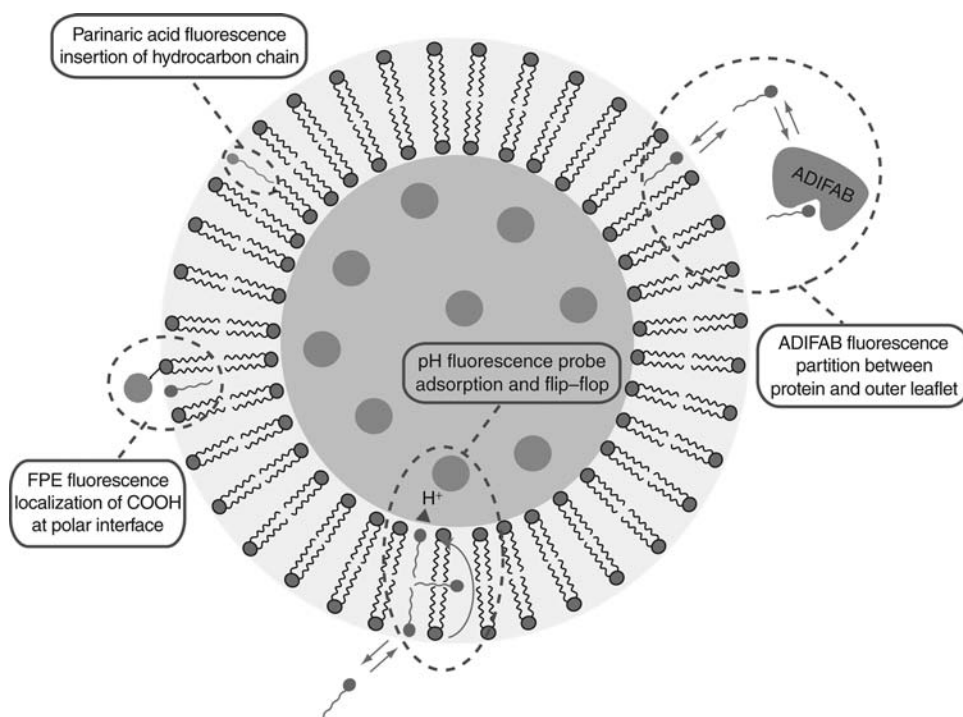 Parinaric acid fluorescence
insertion of hydrocarbon chain
ADIFAB
ADIFAB fluorescence
partition between
protein and outer leaflet
pH fluorescence probe
adsorption and flip–flop
FPE fluorescence
localization of COOH
at polar interface
H⁺